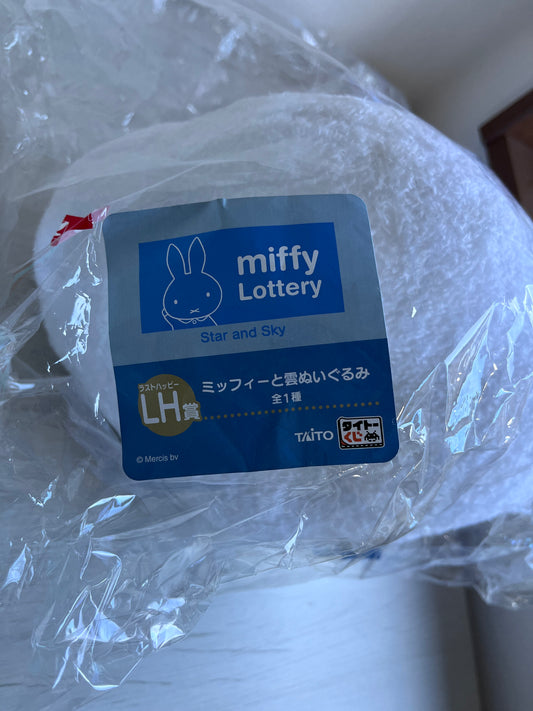 miffy
Lottery
Star and Sky
ラストハッピー
LH賞
ミッフィーと雲ぬいぐるみ
全1種
TAITO
タイトー
くじ
© Mercis bv